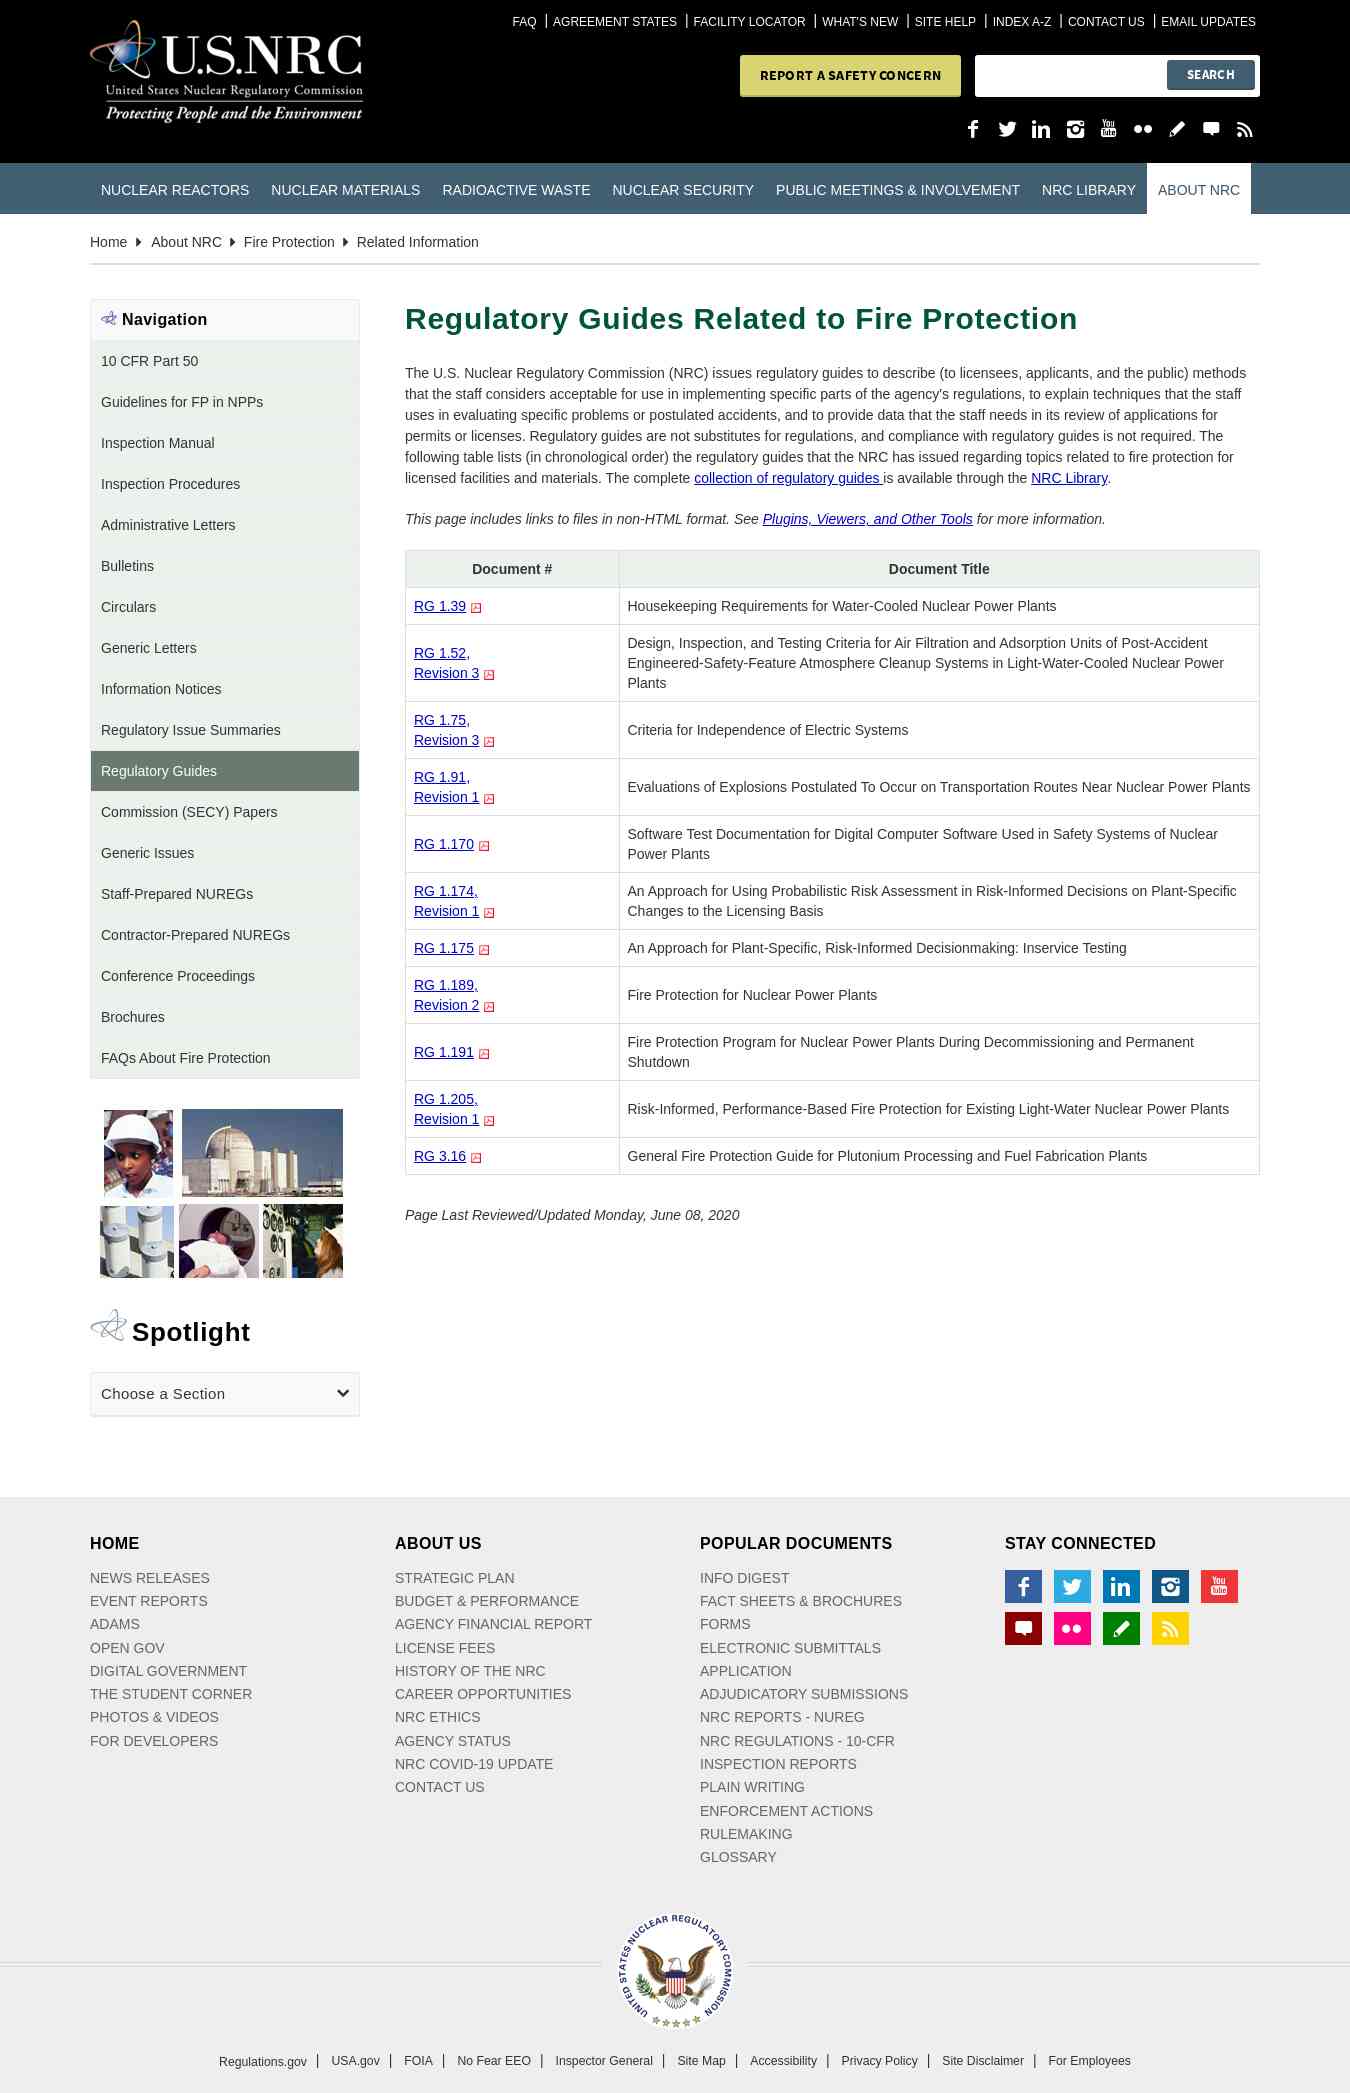 FAQ | AGREEMENT STATES | FACILITY LOCATOR | WHAT'S NEW | SITE HELP | INDEX A-Z | CONTACT US | EMAIL UPDATES
U.S.NRC
United States Nuclear Regulatory Commission
Protecting People and the Environment
REPORT A SAFETY CONCERN
SEARCH
NUCLEAR REACTORS NUCLEAR MATERIALS RADIOACTIVE WASTE NUCLEAR SECURITY PUBLIC MEETINGS & INVOLVEMENT NRC LIBRARY ABOUT NRC
Home About NRC Fire Protection Related Information
Navigation
10 CFR Part 50
Guidelines for FP in NPPs
Inspection Manual
Inspection Procedures
Administrative Letters
Bulletins
Circulars
Generic Letters
Information Notices
Regulatory Issue Summaries
Regulatory Guides
Commission (SECY) Papers
Generic Issues
Staff-Prepared NUREGs
Contractor-Prepared NUREGs
Conference Proceedings
Brochures
FAQs About Fire Protection
Spotlight
Choose a Section
Regulatory Guides Related to Fire Protection
The U.S. Nuclear Regulatory Commission (NRC) issues regulatory guides to describe (to licensees, applicants, and the public) methods
that the staff considers acceptable for use in implementing specific parts of the agency's regulations, to explain techniques that the staff
uses in evaluating specific problems or postulated accidents, and to provide data that the staff needs in its review of applications for
permits or licenses. Regulatory guides are not substitutes for regulations, and compliance with regulatory guides is not required. The
following table lists (in chronological order) the regulatory guides that the NRC has issued regarding topics related to fire protection for
licensed facilities and materials. The complete collection of regulatory guides is available through the NRC Library.
This page includes links to files in non-HTML format. See Plugins, Viewers, and Other Tools for more information.
Document # Document Title
RG 1.39 Housekeeping Requirements for Water-Cooled Nuclear Power Plants
RG 1.52,
Revision 3
Design, Inspection, and Testing Criteria for Air Filtration and Adsorption Units of Post-Accident
Engineered-Safety-Feature Atmosphere Cleanup Systems in Light-Water-Cooled Nuclear Power
Plants
RG 1.75,
Revision 3
Criteria for Independence of Electric Systems
RG 1.91,
Revision 1
Evaluations of Explosions Postulated To Occur on Transportation Routes Near Nuclear Power Plants
RG 1.170
Software Test Documentation for Digital Computer Software Used in Safety Systems of Nuclear
Power Plants
RG 1.174,
Revision 1
An Approach for Using Probabilistic Risk Assessment in Risk-Informed Decisions on Plant-Specific
Changes to the Licensing Basis
RG 1.175 An Approach for Plant-Specific, Risk-Informed Decisionmaking: Inservice Testing
RG 1.189,
Revision 2
Fire Protection for Nuclear Power Plants
RG 1.191
Fire Protection Program for Nuclear Power Plants During Decommissioning and Permanent
Shutdown
RG 1.205,
Revision 1
Risk-Informed, Performance-Based Fire Protection for Existing Light-Water Nuclear Power Plants
RG 3.16 General Fire Protection Guide for Plutonium Processing and Fuel Fabrication Plants
Page Last Reviewed/Updated Monday, June 08, 2020
HOME
NEWS RELEASES
EVENT REPORTS
ADAMS
OPEN GOV
DIGITAL GOVERNMENT
THE STUDENT CORNER
PHOTOS & VIDEOS
FOR DEVELOPERS
ABOUT US
STRATEGIC PLAN
BUDGET & PERFORMANCE
AGENCY FINANCIAL REPORT
LICENSE FEES
HISTORY OF THE NRC
CAREER OPPORTUNITIES
NRC ETHICS
AGENCY STATUS
NRC COVID-19 UPDATE
CONTACT US
POPULAR DOCUMENTS
INFO DIGEST
FACT SHEETS & BROCHURES
FORMS
ELECTRONIC SUBMITTALS
APPLICATION
ADJUDICATORY SUBMISSIONS
NRC REPORTS - NUREG
NRC REGULATIONS - 10-CFR
INSPECTION REPORTS
PLAIN WRITING
ENFORCEMENT ACTIONS
RULEMAKING
GLOSSARY
STAY CONNECTED
You Tube
UNITED STATES NUCLEAR REGULATORY COMMISSION
Regulations.gov | USA.gov | FOIA | No Fear EEO | Inspector General | Site Map | Accessibility | Privacy Policy | Site Disclaimer | For Employees